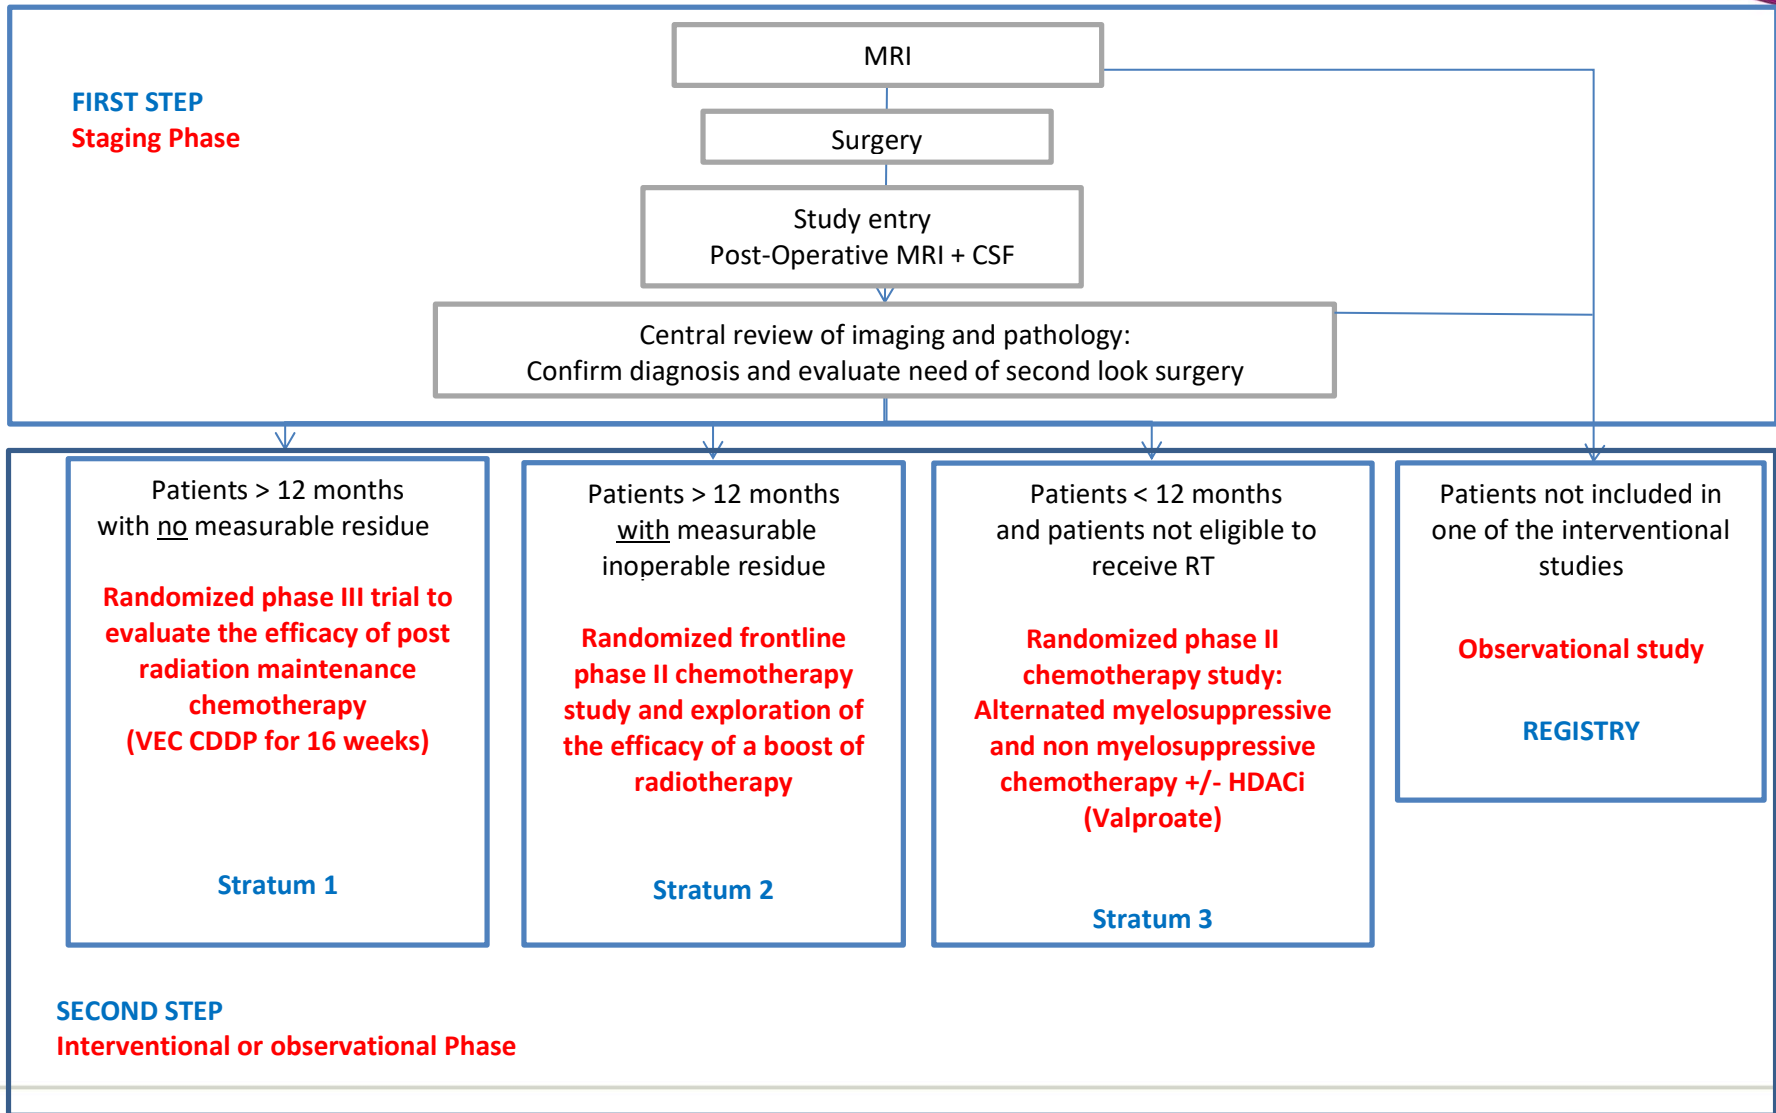 MRI
FIRST STEP
Staging Phase
Surgery
Study entry
Post-Operative MRI + CSF
Central review of imaging and pathology:
Confirm diagnosis and evaluate need of second look surgery
Patients > 12 months
with no measurable residue
Randomized phase III trial to
evaluate the efficacy of post
radiation maintenance
chemotherapy
(VEC CDDP for 16 weeks)
Stratum 1
Patients > 12 months
with measurable
inoperable residue
Randomized frontline
phase II chemotherapy
study and exploration of
the efficacy of a boost of
radiotherapy
Stratum 2
Patients < 12 months
and patients not eligible to
receive RT
Randomized phase II
chemotherapy study:
Alternated myelosuppressive
and non myelosuppressive
chemotherapy +/- HDACi
(Valproate)
Stratum 3
Patients not included in
one of the interventional
studies
Observational study
REGISTRY
SECOND STEP
Interventional or observational Phase